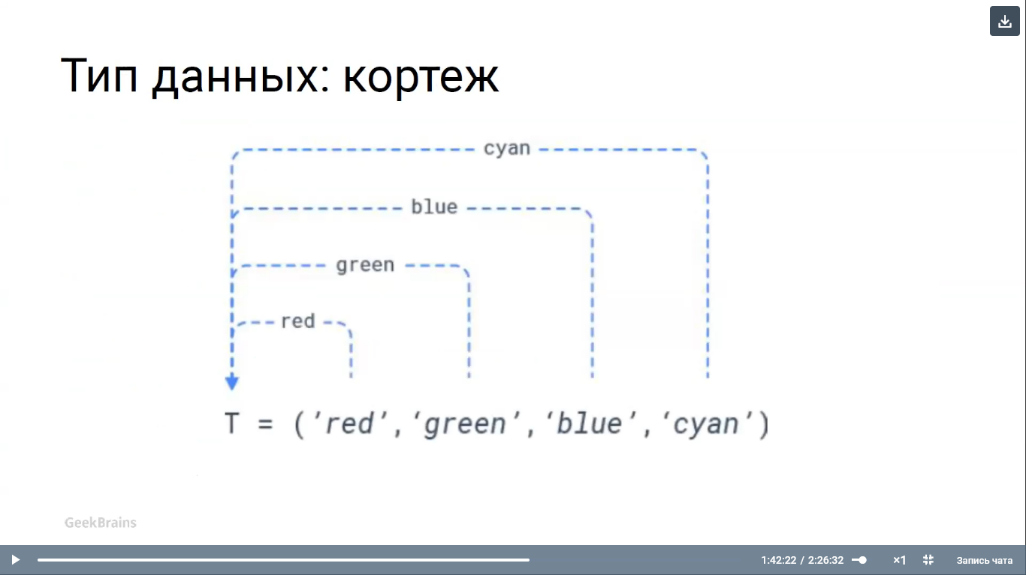 Тип данных: кортеж
cyan
blue
green
red
T = (’red’,‘green’,‘blue’,‘cyan’)
GeekBrains
1:42:22 / 2:26:32 ×1 Запись чата